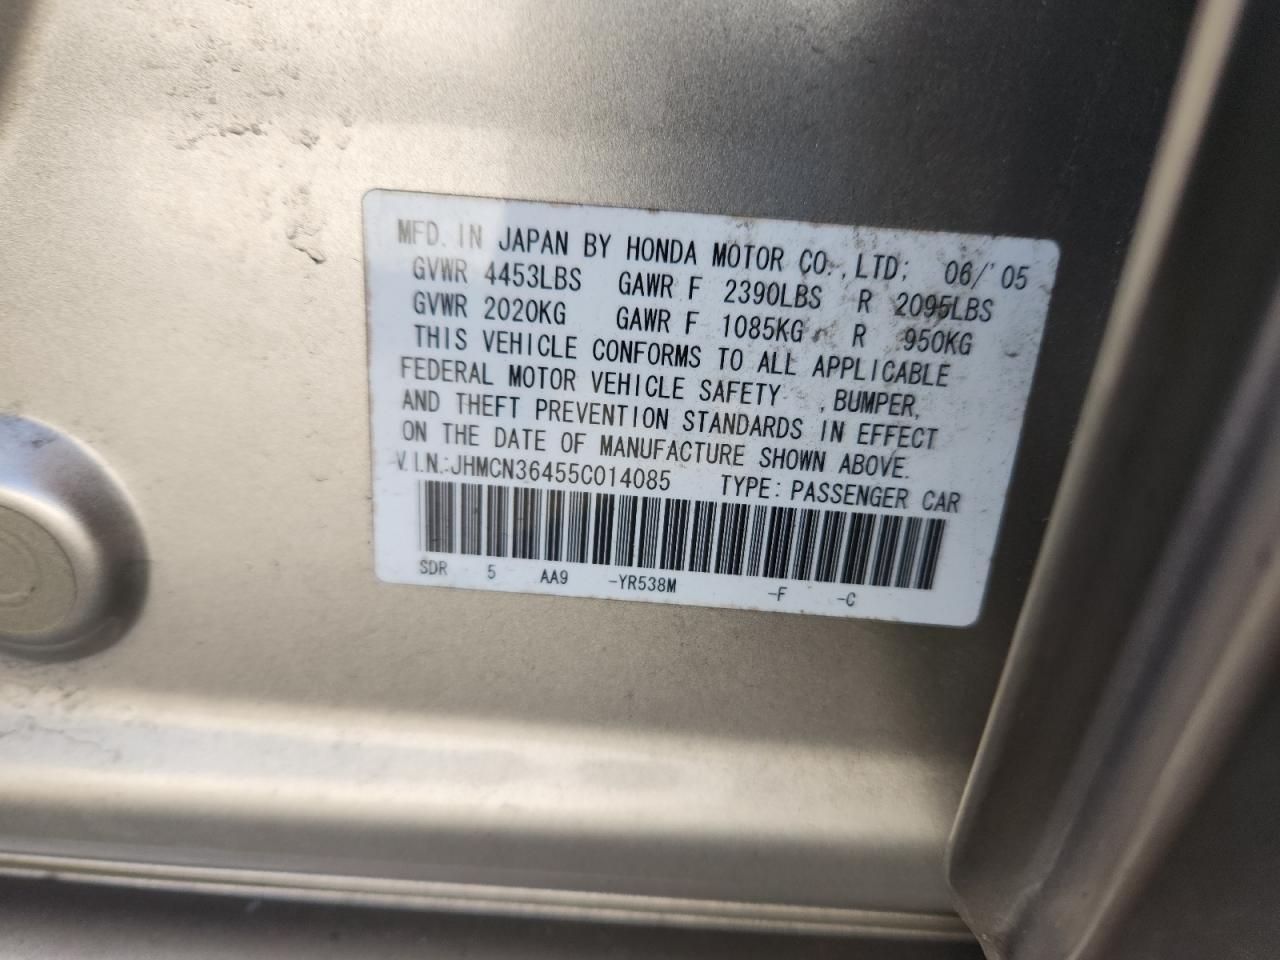 MFD. IN JAPAN BY HONDA MOTOR CO., LTD; 06/'05
GVWR 4453LBS GAWR F 2390LBS R 2095LBS
GVWR 2020KG GAWR F 1085KG R 950KG
THIS VEHICLE CONFORMS TO ALL APPLICABLE
FEDERAL MOTOR VEHICLE SAFETY , BUMPER,
AND THEFT PREVENTION STANDARDS IN EFFECT
ON THE DATE OF MANUFACTURE SHOWN ABOVE.
V.I.N.:JHMCN36455C014085 TYPE: PASSENGER CAR
SDR 5 AA9 -YR538M -F -C